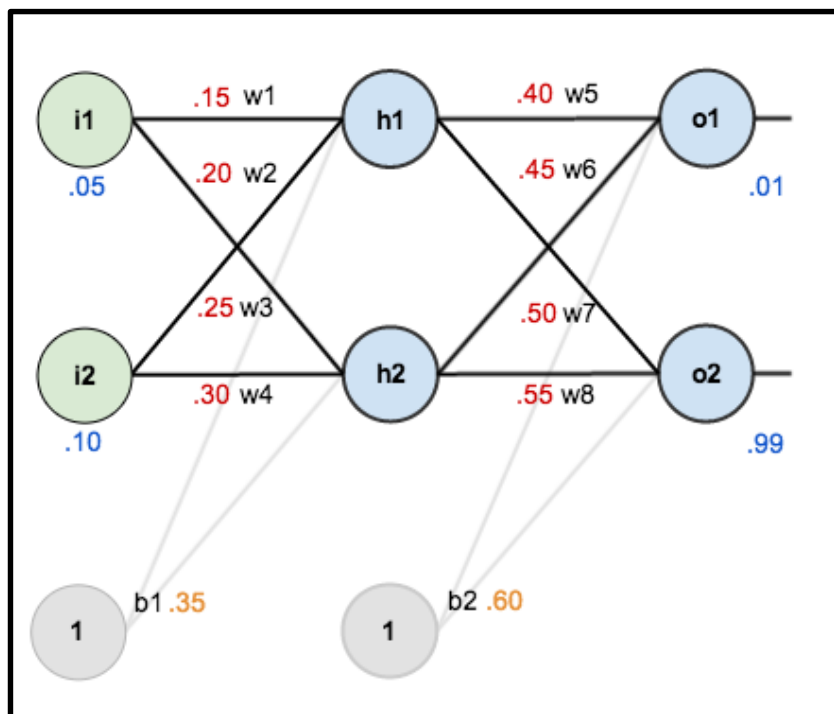 .15 w1
.40 w5
i1
h1
o1
.20 w2
.45 w6
.05
.01
.25 w3
.50 w7
i2
h2
o2
.30 w4
.55 w8
.10
.99
b1 .35
b2 .60
1
1